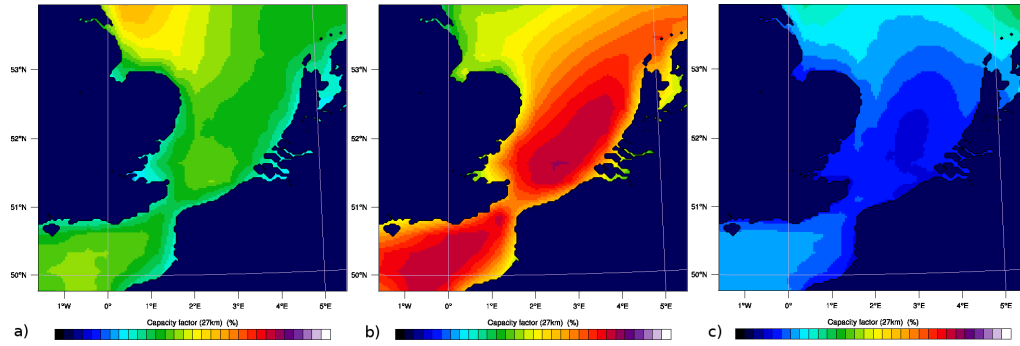 53°N
52°N
51°N
50°N
1°W 0° 1°E 2°E 3°E 4°E 5°E
Capacity factor (27km) (%)
a)
53°N
52°N
51°N
50°N
1°W 0° 1°E 2°E 3°E 4°E 5°E
Capacity factor (27km) (%)
b)
53°N
52°N
51°N
50°N
1°W 0° 1°E 2°E 3°E 4°E 5°E
Capacity factor (27km) (%)
c)